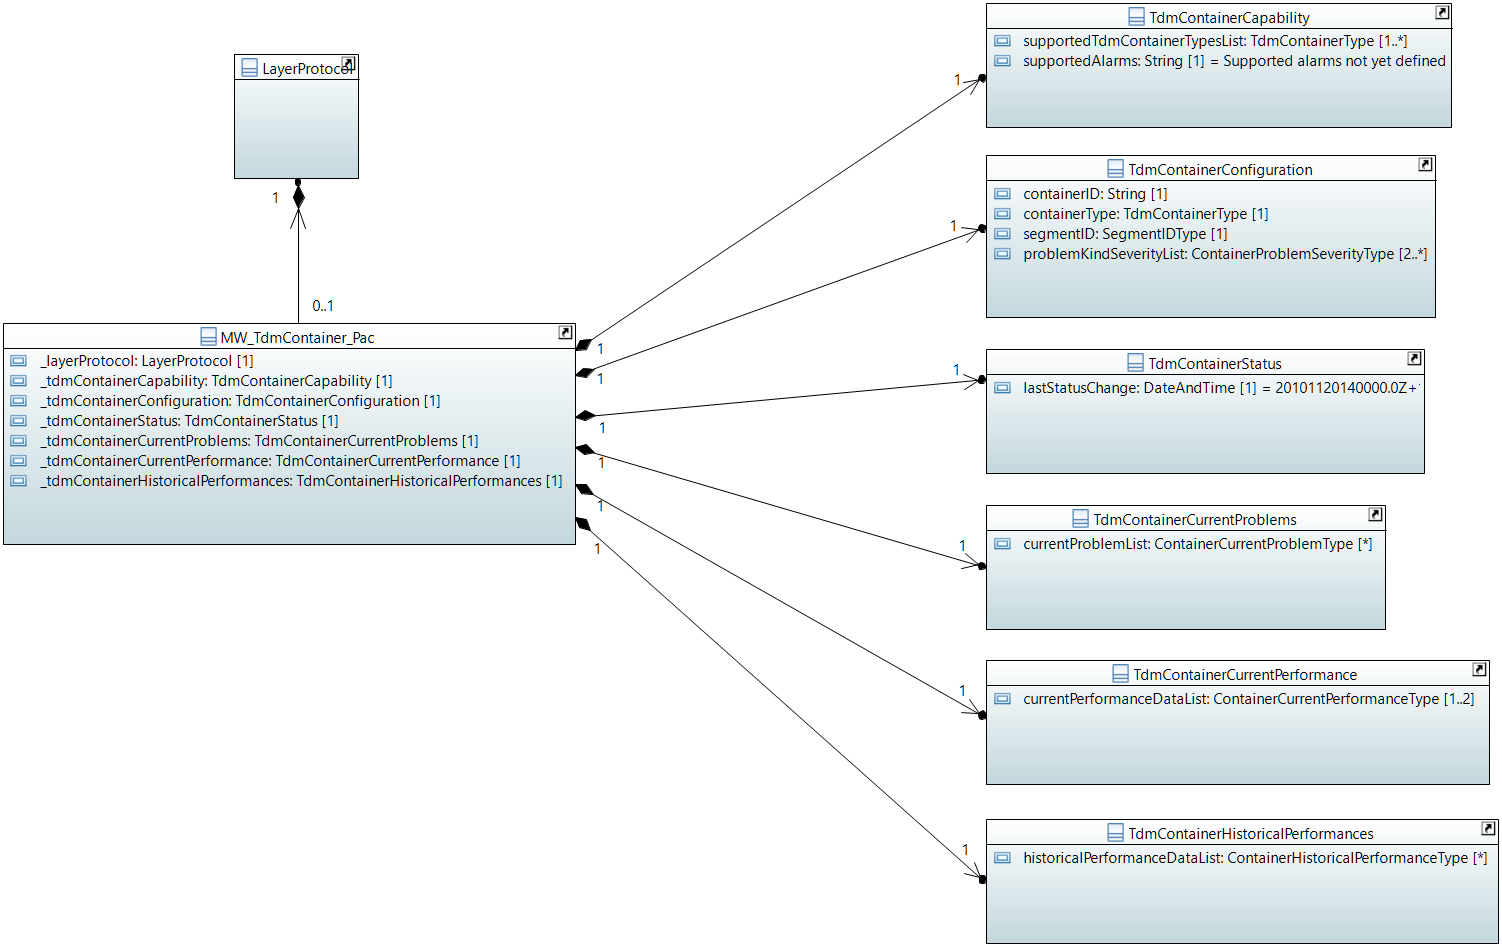 LayerProtocol
1
0..1
MW_TdmContainer_Pac
_layerProtocol: LayerProtocol [1]
_tdmContainerCapability: TdmContainerCapability [1]
_tdmContainerConfiguration: TdmContainerConfiguration [1]
_tdmContainerStatus: TdmContainerStatus [1]
_tdmContainerCurrentProblems: TdmContainerCurrentProblems [1]
_tdmContainerCurrentPerformance: TdmContainerCurrentPerformance [1]
_tdmContainerHistoricalPerformances: TdmContainerHistoricalPerformances [1]
1
1
1
1
1
1
1
TdmContainerCapability
supportedTdmContainerTypesList: TdmContainerType [1..*]
supportedAlarms: String [1] = Supported alarms not yet defined
1
TdmContainerConfiguration
containerID: String [1]
containerType: TdmContainerType [1]
segmentID: SegmentIDType [1]
problemKindSeverityList: ContainerProblemSeverityType [2..*]
1
TdmContainerStatus
lastStatusChange: DateAndTime [1] = 20101120140000.0Z+
1
TdmContainerCurrentProblems
currentProblemList: ContainerCurrentProblemType [*]
1
TdmContainerCurrentPerformance
currentPerformanceDataList: ContainerCurrentPerformanceType [1..2]
1
TdmContainerHistoricalPerformances
historicalPerformanceDataList: ContainerHistoricalPerformanceType [*]